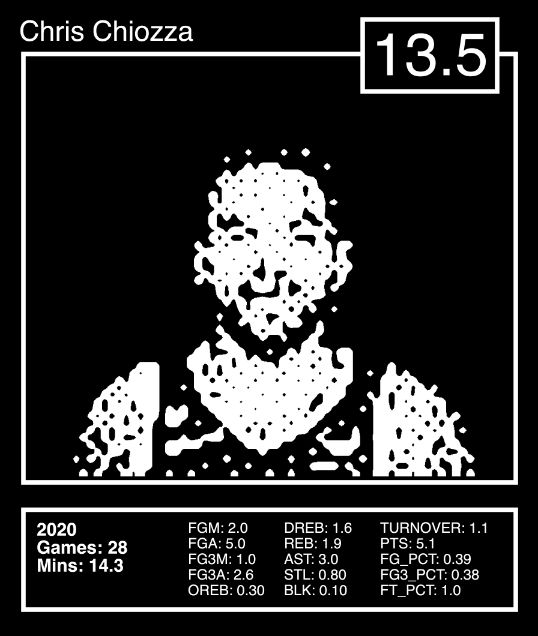 Chris Chiozza
13.5
2020
Games: 28
Mins: 14.3
FGM: 2.0
FGA: 5.0
FG3M: 1.0
FG3A: 2.6
OREB: 0.30
DREB: 1.6
REB: 1.9
AST: 3.0
STL: 0.80
BLK: 0.10
TURNOVER: 1.1
PTS: 5.1
FG_PCT: 0.39
FG3_PCT: 0.38
FT_PCT: 1.0